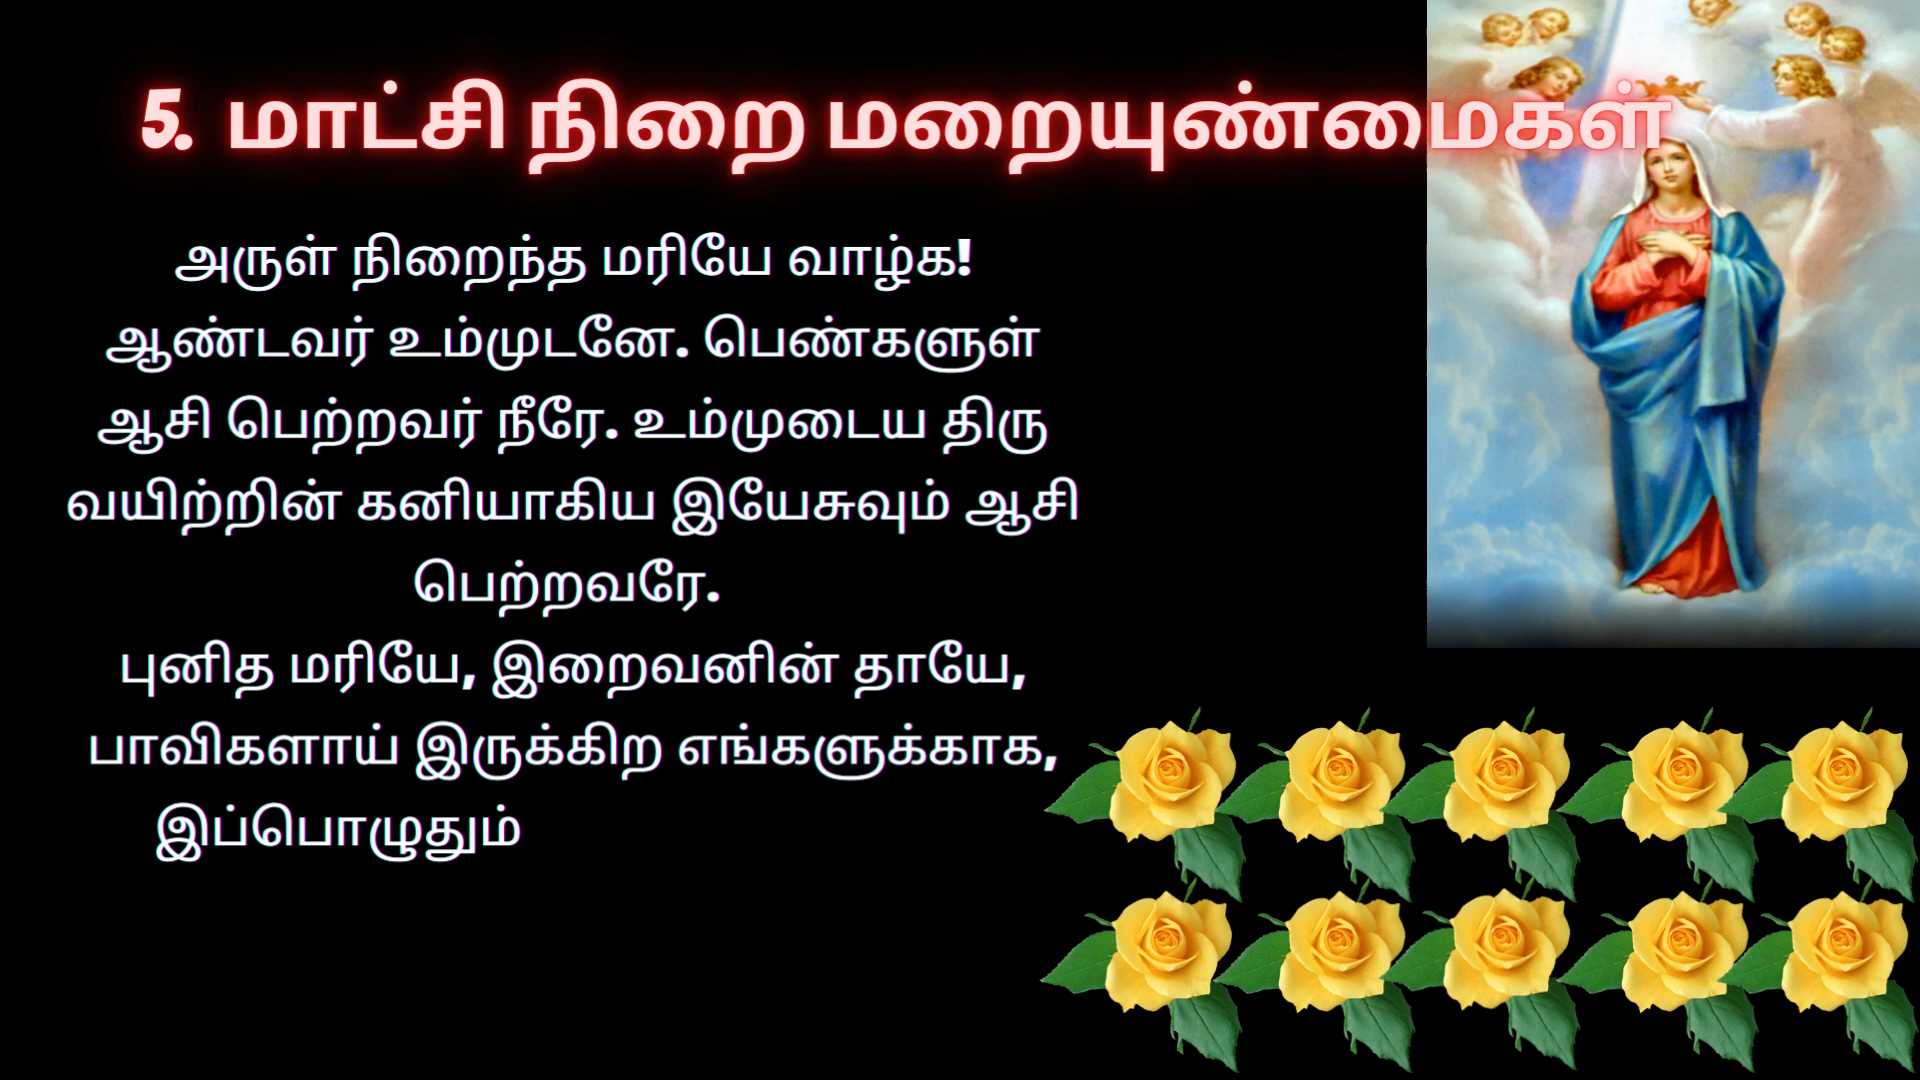 5. மாட்சி நிறை மறையுண்மைகள்
அருள் நிறைந்த மரியே வாழ்க!
ஆண்டவர் உம்முடனே. பெண்களுள்
ஆசி பெற்றவர் நீரே. உம்முடைய திரு
வயிற்றின் கனியாகிய இயேசுவும் ஆசி
பெற்றவரே.
புனித மரியே, இறைவனின் தாயே,
பாவிகளாய் இருக்கிற எங்களுக்காக,
இப்பொழுதும்